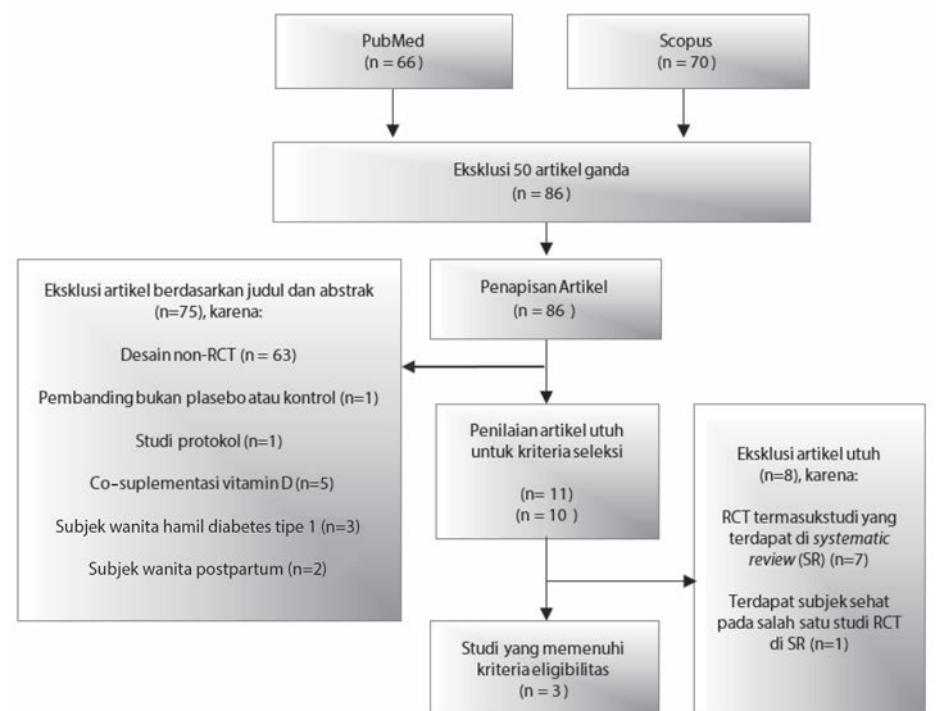 PubMed
(n = 66 )
Scopus
(n = 70 )
Eksklusi 50 artikel ganda
(n = 86 )
Penapisan Artikel
(n = 86 )
Eksklusi artikel berdasarkan judul dan abstrak
(n=75), karena:
Desain non-RCT (n = 63)
Pembanding bukan plasebo atau kontrol (n=1)
Studi protokol (n=1)
Co-suplementasi vitamin D (n=5)
Subjek wanita hamil diabetes tipe 1 (n=3)
Subjek wanita postpartum (n=2)
Penilaian artikel utuh
untuk kriteria seleksi
(n= 11)
(n = 10 )
Eksklusi artikel utuh
(n=8), karena:
RCT termasukstudi yang
terdapat di systematic
review (SR) (n=7)
Terdapat subjek sehat
pada salah satu studi RCT
di SR (n=1)
Studi yang memenuhi
kriteria eligibilitas
(n = 3 )